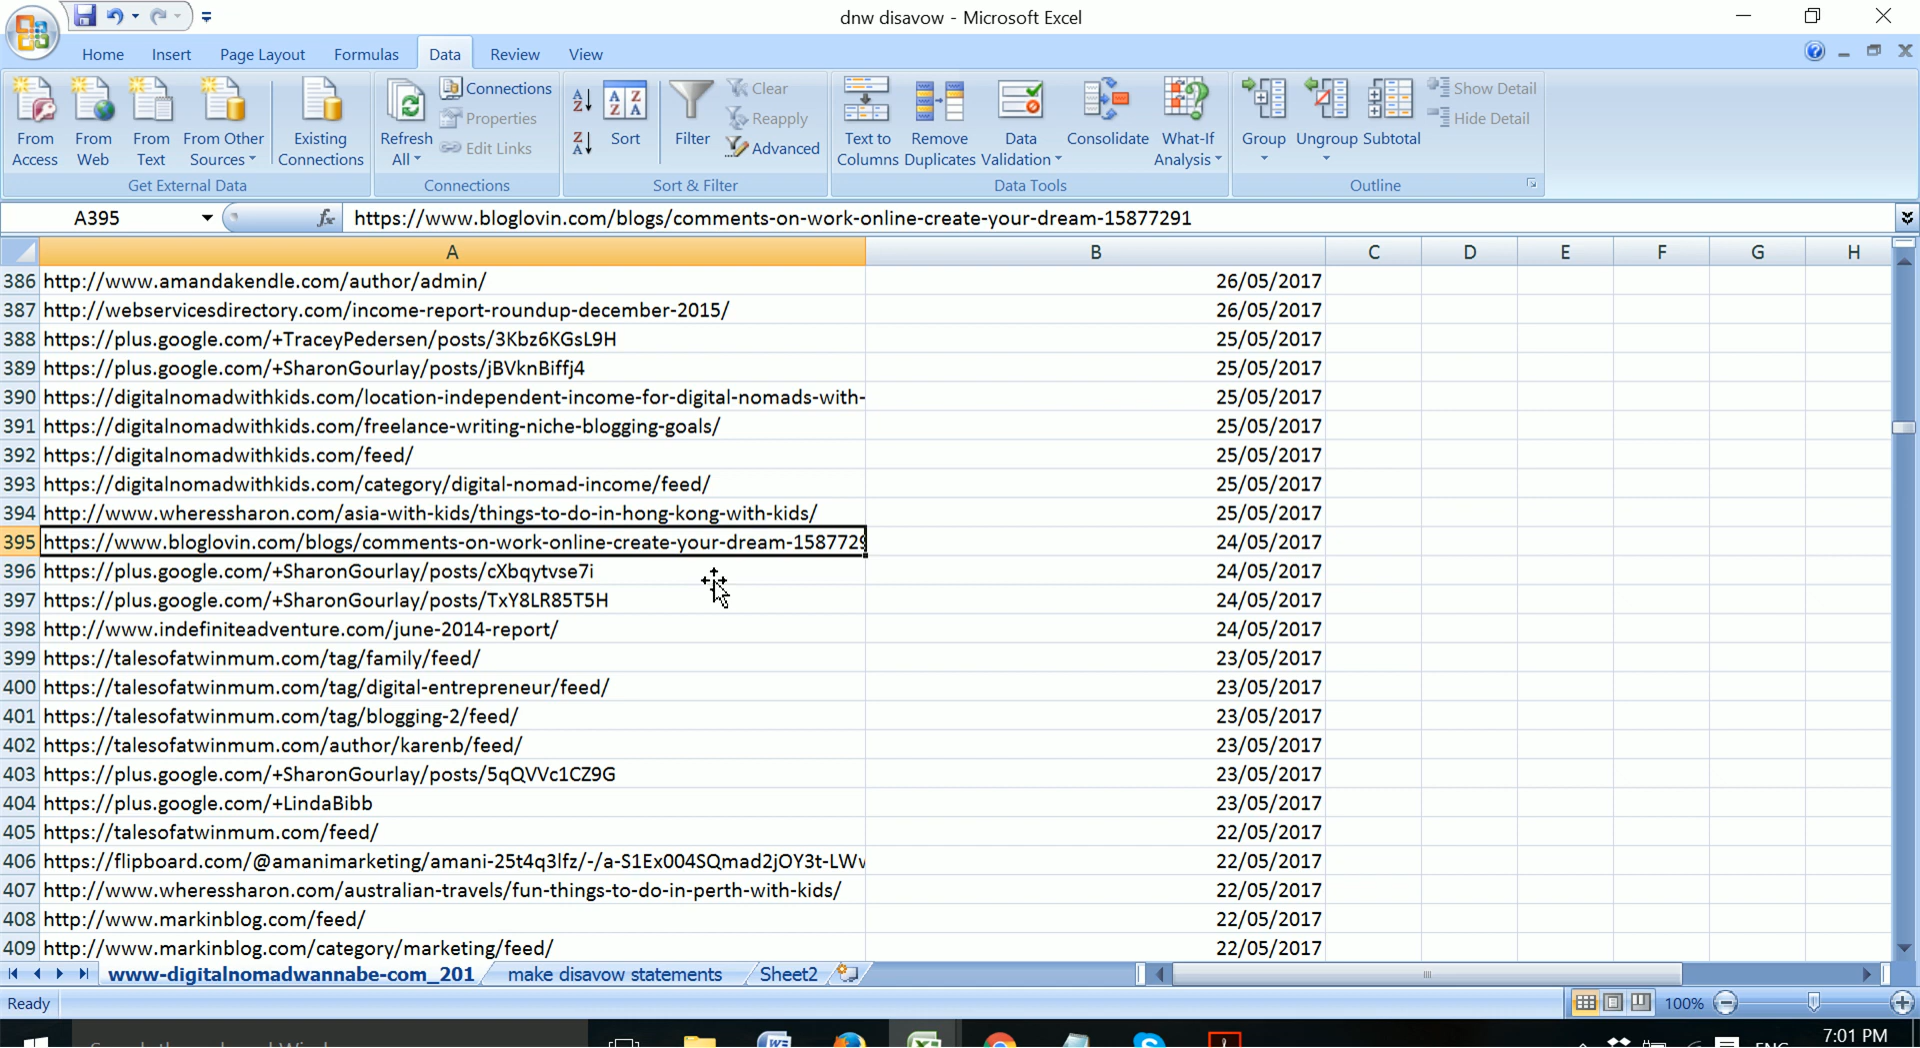 dnw disavow - Microsoft Excel
Home Insert Page Layout Formulas Data Review View
From Access
From Web
From Text
From Other Sources
Existing Connections
Get External Data
Refresh All
Connections
Properties
Edit Links
Connections
Sort
Filter
Clear
Reapply
Advanced
Sort & Filter
Text to Columns
Remove Duplicates
Data Validation
Consolidate
What-If Analysis
Data Tools
Group
Ungroup
Subtotal
Show Detail
Hide Detail
Outline
A395 fx https://www.bloglovin.com/blogs/comments-on-work-online-create-your-dream-15877291
A B C D E F G H
386 http://www.amandakendle.com/author/admin/ 26/05/2017
387 http://webservicesdirectory.com/income-report-roundup-december-2015/ 26/05/2017
388 https://plus.google.com/+TraceyPedersen/posts/3Kbz6KGsL9H 25/05/2017
389 https://plus.google.com/+SharonGourlay/posts/jBVknBiffj4 25/05/2017
390 https://digitalnomadwithkids.com/location-independent-income-for-digital-nomads-with- 25/05/2017
391 https://digitalnomadwithkids.com/freelance-writing-niche-blogging-goals/ 25/05/2017
392 https://digitalnomadwithkids.com/feed/ 25/05/2017
393 https://digitalnomadwithkids.com/category/digital-nomad-income/feed/ 25/05/2017
394 http://www.wheressharon.com/asia-with-kids/things-to-do-in-hong-kong-with-kids/ 25/05/2017
395 https://www.bloglovin.com/blogs/comments-on-work-online-create-your-dream-1587729 24/05/2017
396 https://plus.google.com/+SharonGourlay/posts/cXbqytvse7i 24/05/2017
397 https://plus.google.com/+SharonGourlay/posts/TxY8LR85T5H 24/05/2017
398 http://www.indefiniteadventure.com/june-2014-report/ 24/05/2017
399 https://talesofatwinmum.com/tag/family/feed/ 23/05/2017
400 https://talesofatwinmum.com/tag/digital-entrepreneur/feed/ 23/05/2017
401 https://talesofatwinmum.com/tag/blogging-2/feed/ 23/05/2017
402 https://talesofatwinmum.com/author/karenb/feed/ 23/05/2017
403 https://plus.google.com/+SharonGourlay/posts/5qQVVc1CZ9G 23/05/2017
404 https://plus.google.com/+LindaBibb 23/05/2017
405 https://talesofatwinmum.com/feed/ 22/05/2017
406 https://flipboard.com/@amanimarketing/amani-25t4q3lfz/-/a-S1Ex004SQmad2jOY3t-LWv 22/05/2017
407 http://www.wheressharon.com/australian-travels/fun-things-to-do-in-perth-with-kids/ 22/05/2017
408 http://www.markinblog.com/feed/ 22/05/2017
409 http://www.markinblog.com/category/marketing/feed/ 22/05/2017
www-digitalnomadwannabe-com_201 make disavow statements Sheet2
Ready 100%
7:01 PM